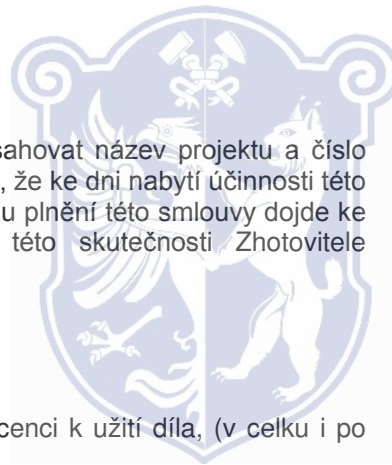 sahovat název projektu a číslo
, že ke dni nabytí účinnosti této
u plnění této smlouvy dojde ke
této skutečnosti Zhotovitele
cenci k užití díla, (v celku i po